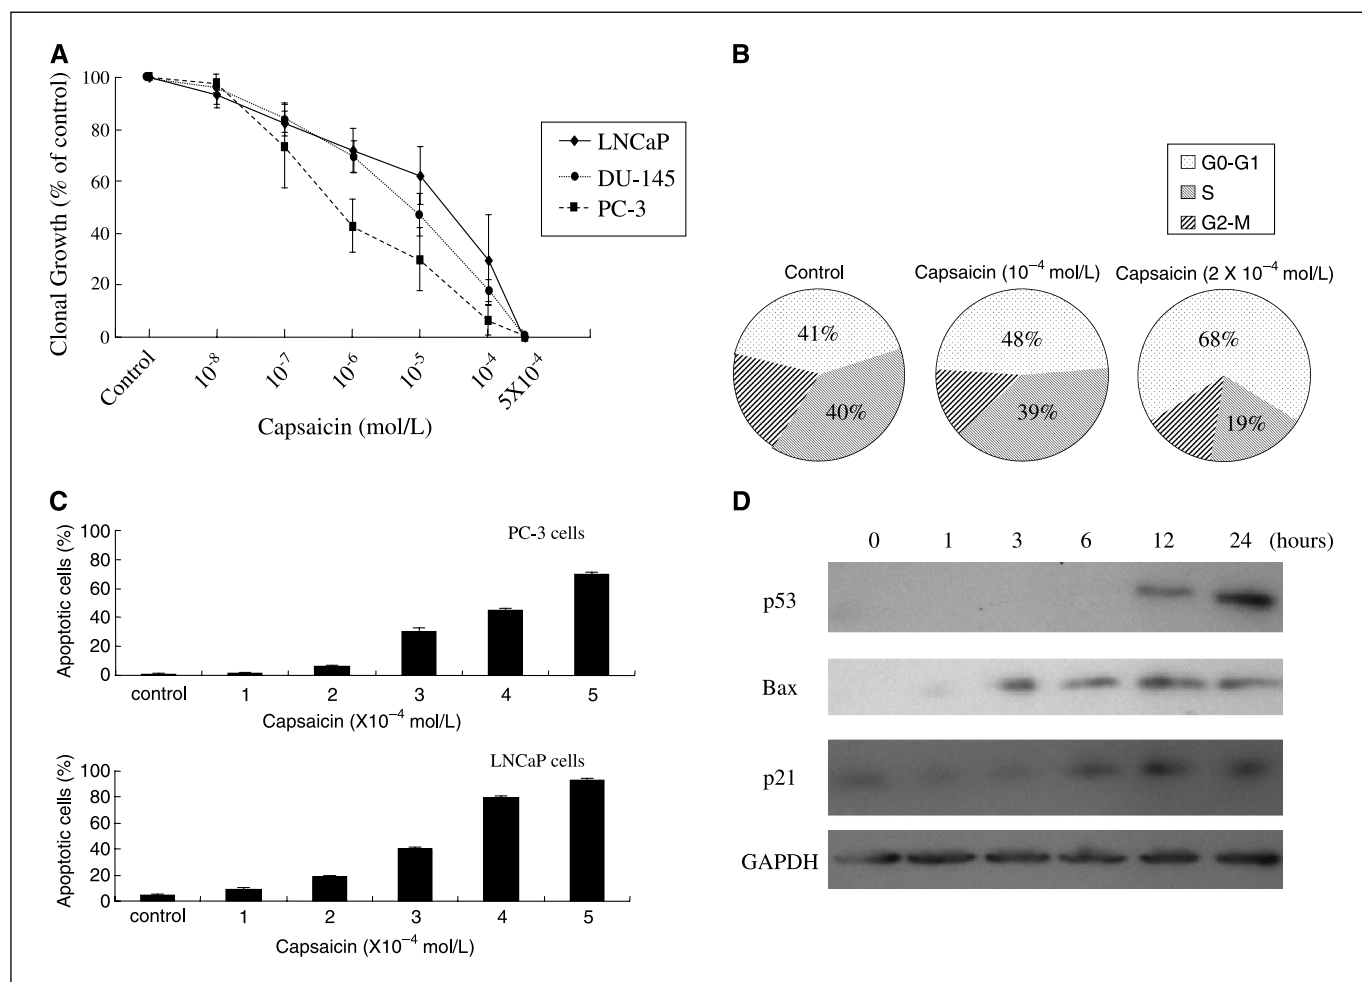 A
Clonal Growth (% of control)
100
80
60
40
20
0
Control
10⁻⁸
10⁻⁷
10⁻⁶
10⁻⁵
10⁻⁴
5X10⁻⁴
Capsaicin (mol/L)
LNCaP
DU-145
PC-3
B
G0-G1
S
G2-M
Control
41%
40%
Capsaicin (10⁻⁴ mol/L)
48%
39%
Capsaicin (2 X 10⁻⁴ mol/L)
68%
19%
C
Apoptotic cells (%)
100
80
60
40
20
0
PC-3 cells
control 1 2 3 4 5
Capsaicin (X10⁻⁴ mol/L)
Apoptotic cells (%)
100
80
60
40
20
0
LNCaP cells
control 1 2 3 4 5
Capsaicin (X10⁻⁴ mol/L)
D
0 1 3 6 12 24 (hours)
p53
Bax
p21
GAPDH